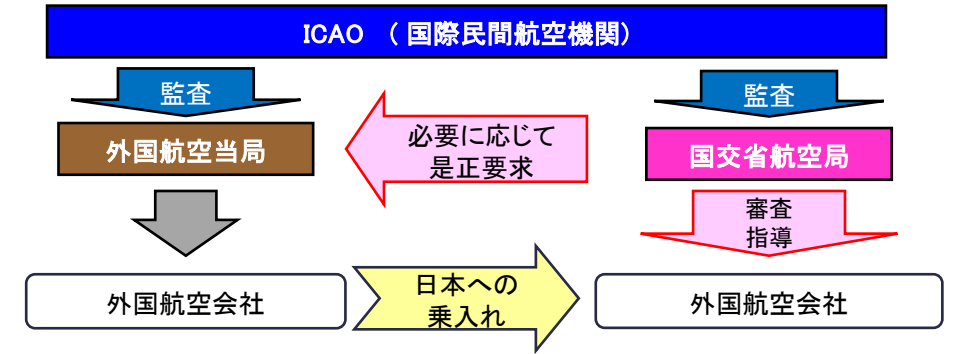 ICAO （ 国際民間航空機関）
監査
監査
外国航空当局
必要に応じて
是正要求
国交省航空局
審査
指導
外国航空会社
日本への
乗入れ
外国航空会社